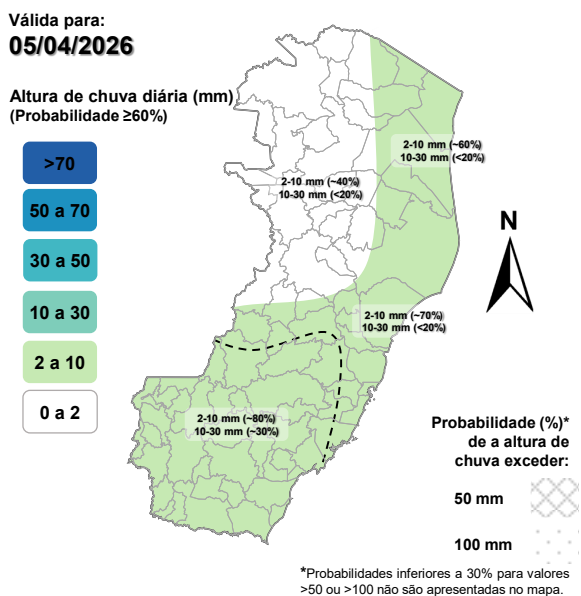 Válida para:
05/04/2026
Altura de chuva diária (mm)
(Probabilidade ≥60%)
>70
50 a 70
30 a 50
10 a 30
2 a 10
0 a 2
2-10 mm (~60%)
10-30 mm (<20%)
2-10 mm (~40%)
10-30 mm (<20%)
2-10 mm (~70%)
10-30 mm (<20%)
2-10 mm (~80%)
10-30 mm (~30%)
N
Probabilidade (%)*
de a altura de
chuva exceder:
50 mm
100 mm
*Probabilidades inferiores a 30% para valores
>50 ou >100 não são apresentadas no mapa.